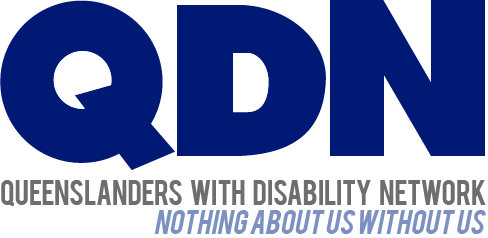 QDN
QUEENSLANDERS WITH DISABILITY NETWORK
NOTHING ABOUT US WITHOUT US